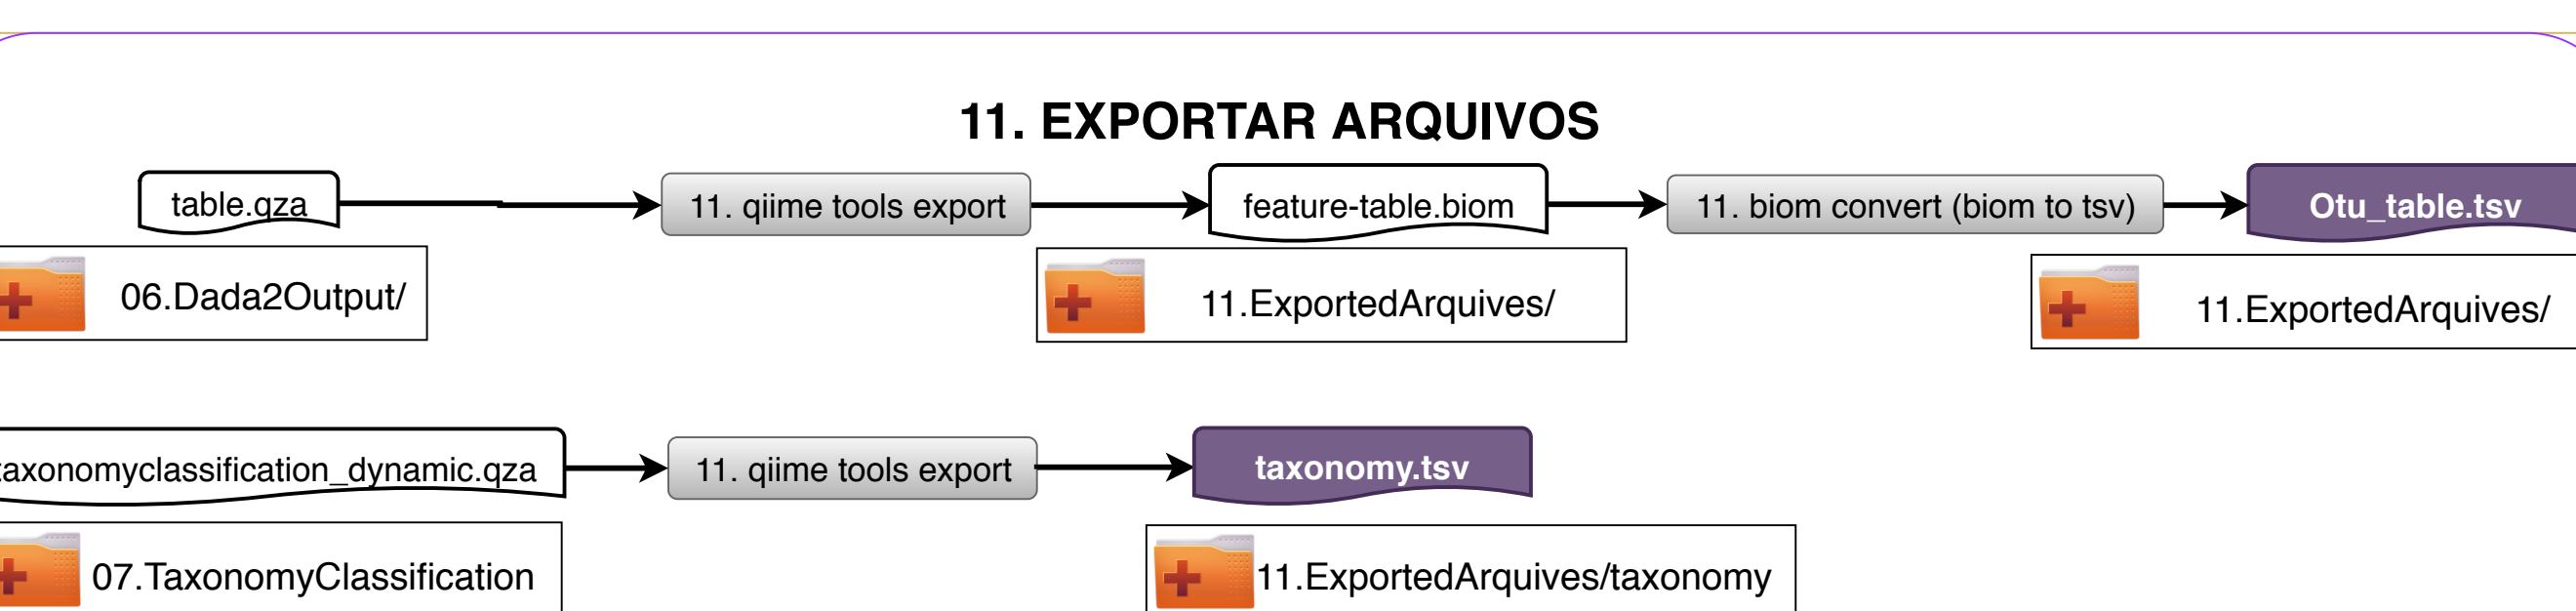 11. EXPORTAR ARQUIVOS
table.qza
11. qiime tools export
feature-table.biom
11. biom convert (biom to tsv)
Otu_table.tsv
06.Dada2Output/
11.ExportedArquives/
11.ExportedArquives/
taxonomyclassification_dynamic.qza
11. qiime tools export
taxonomy.tsv
07.TaxonomyClassification
11.ExportedArquives/taxonomy